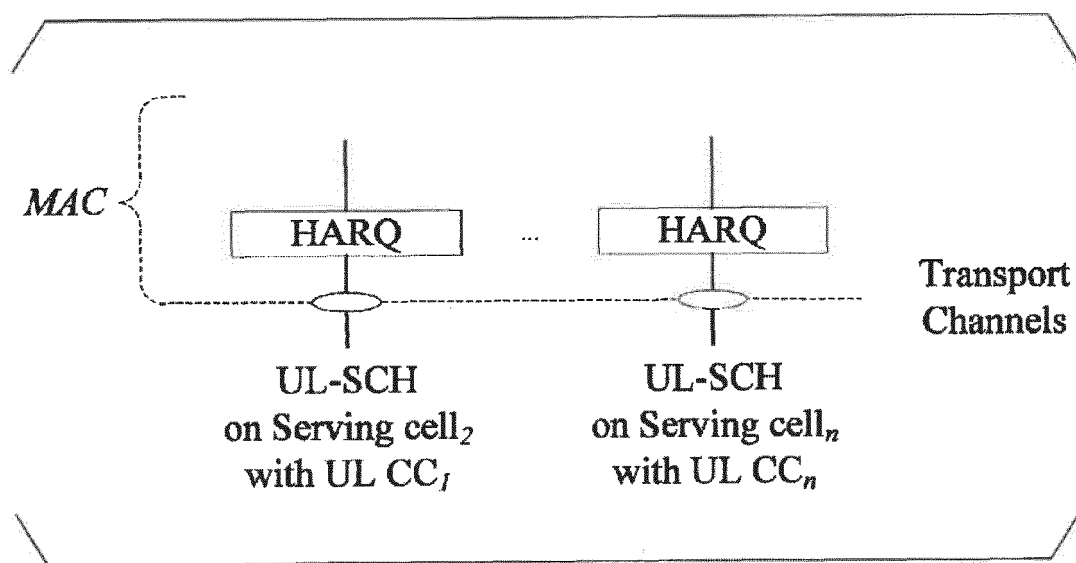 MAC
HARQ ... HARQ
Transport
Channels
UL-SCH
on Serving cell₂
with UL CC₁
UL-SCH
on Serving cellₙ
with UL CCₙ